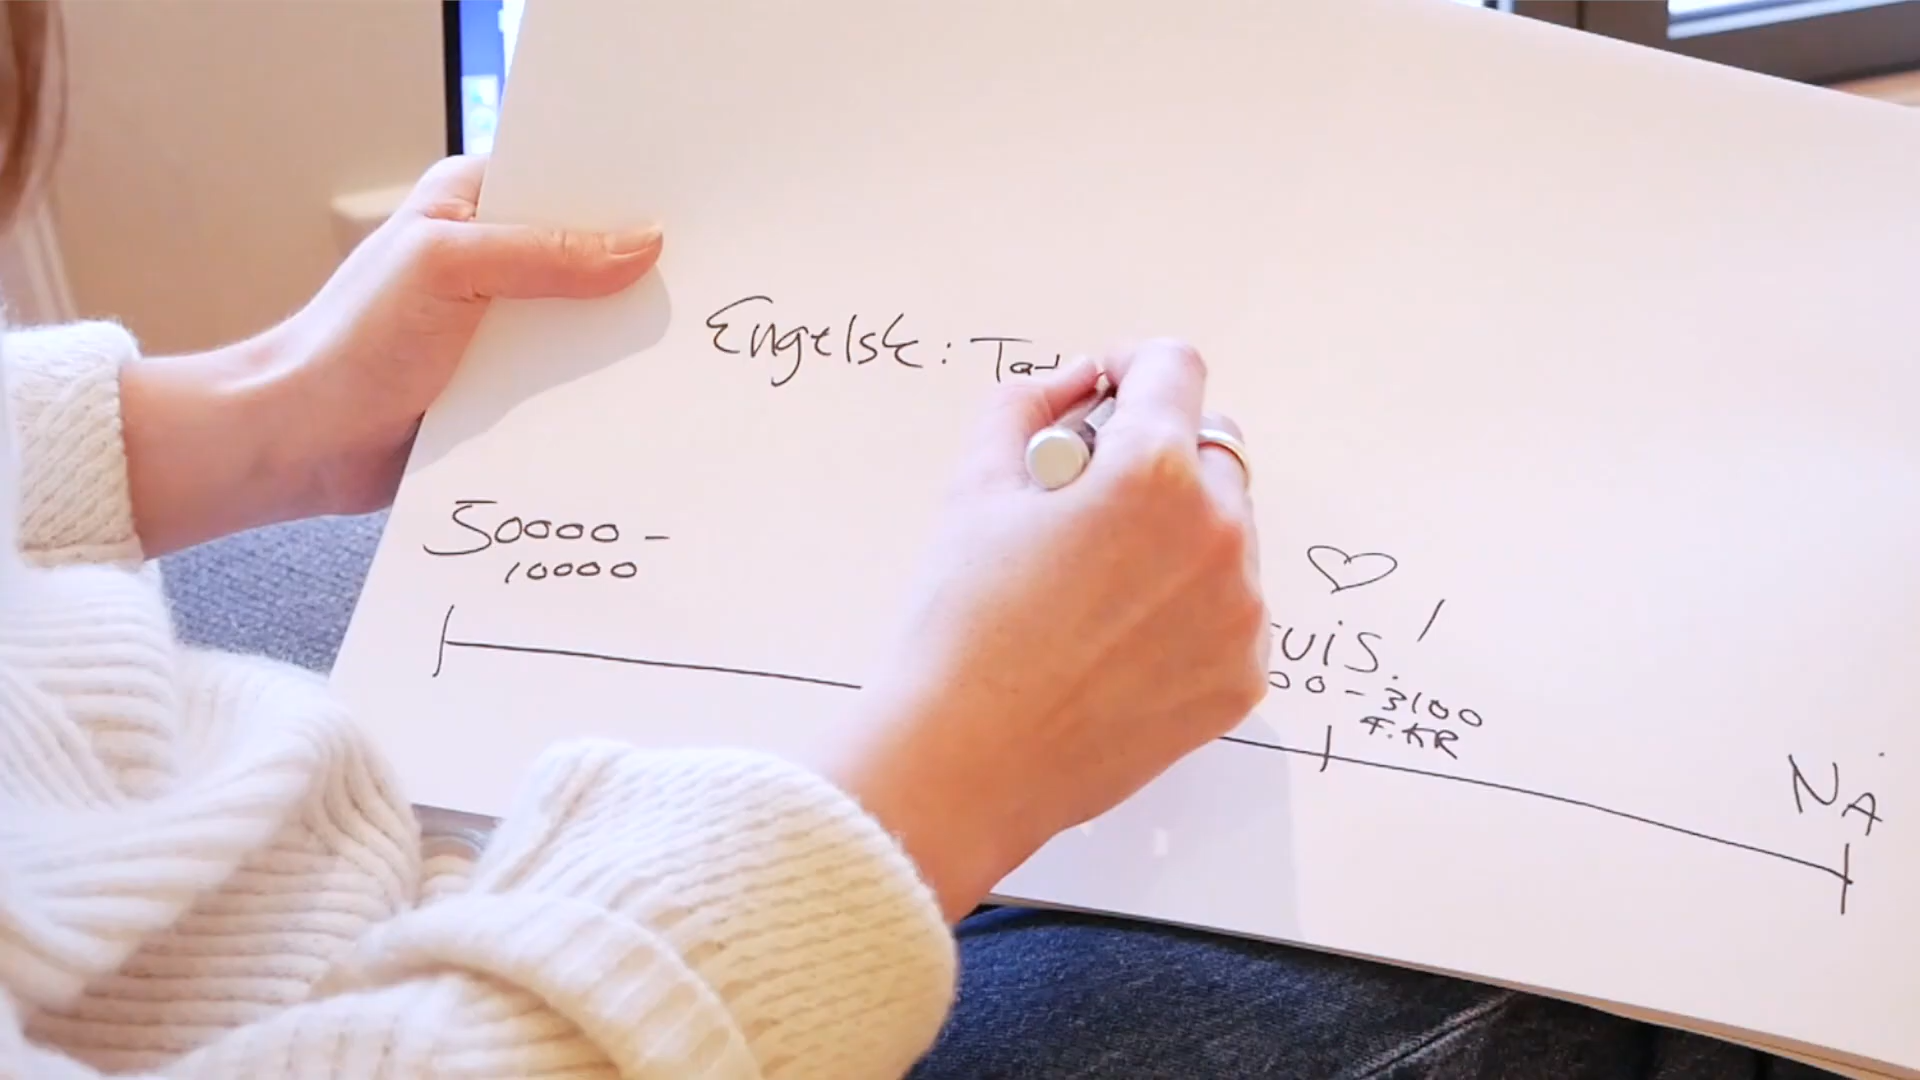 Engelsk: Ta
50000 -
10000
♡
uis!
00 - 3100
F.KR
NÅ